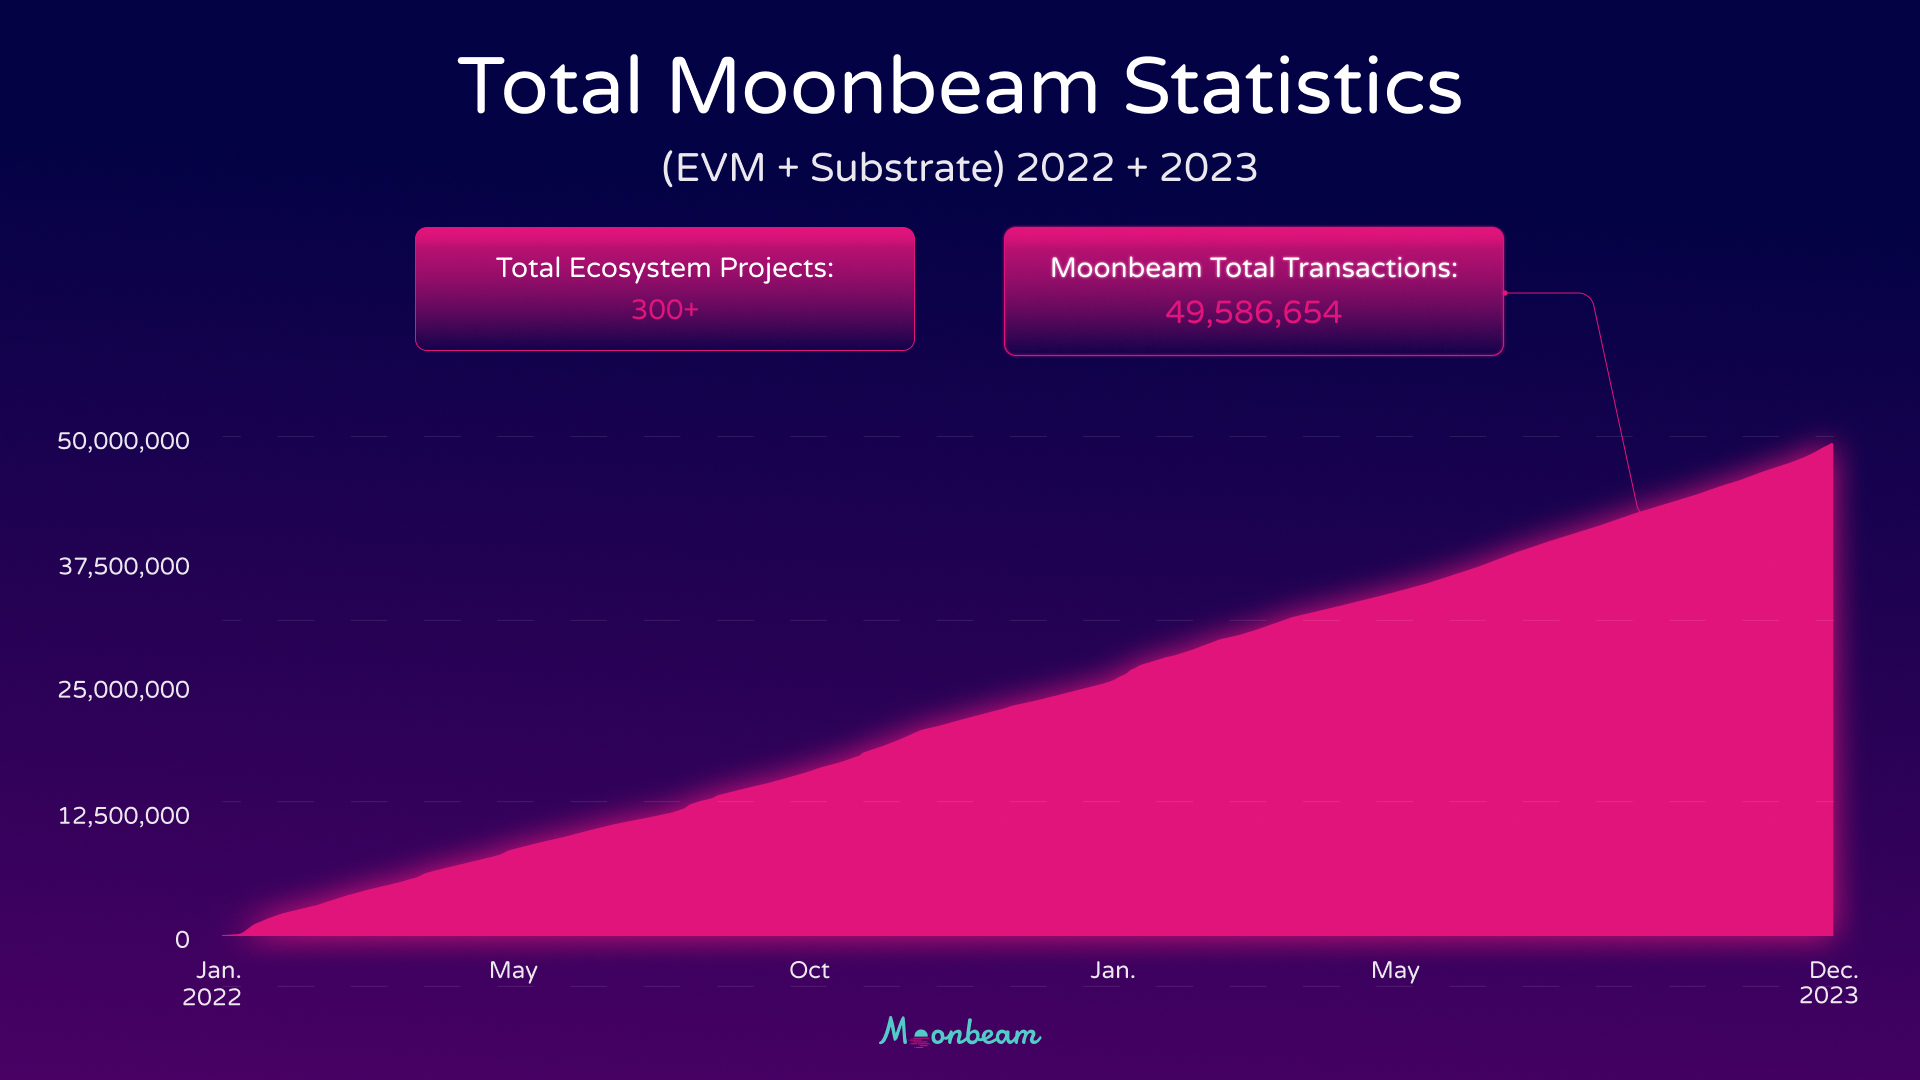 Total Moonbeam Statistics
(EVM + Substrate) 2022 + 2023
Total Ecosystem Projects:
300+
Moonbeam Total Transactions:
49,586,654
50,000,000
37,500,000
25,000,000
12,500,000
0
Jan.
2022
May
Oct
Jan.
May
Dec.
2023
Moonbeam